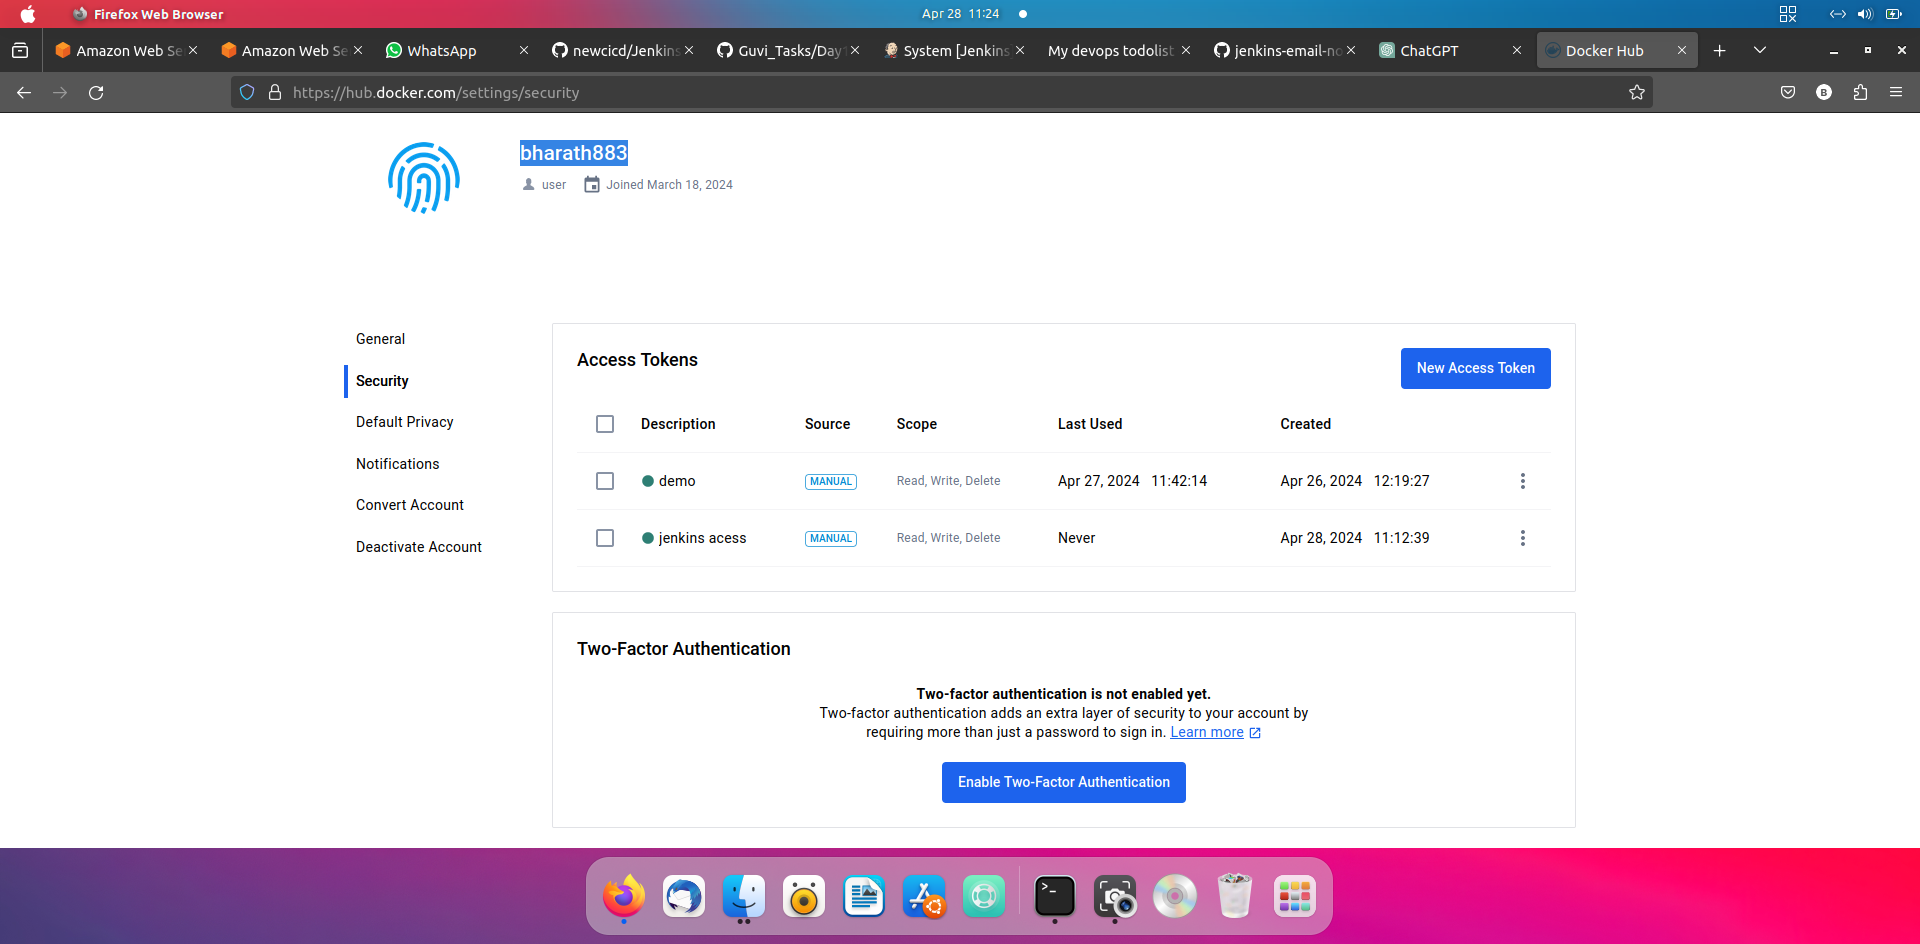 Firefox Web Browser
Apr 28 11:24
Amazon Web Se
Amazon Web Se
WhatsApp
newcicd/Jenkins
Guvi_Tasks/Day
System [Jenkins
My devops todolist
jenkins-email-no
ChatGPT
Docker Hub
https://hub.docker.com/settings/security
B
bharath883
user Joined March 18, 2024
General
Security
Default Privacy
Notifications
Convert Account
Deactivate Account
Access Tokens
New Access Token
Description Source Scope Last Used Created
demo MANUAL Read, Write, Delete Apr 27, 2024 11:42:14 Apr 26, 2024 12:19:27
jenkins acess MANUAL Read, Write, Delete Never Apr 28, 2024 11:12:39
Two-Factor Authentication
Two-factor authentication is not enabled yet.
Two-factor authentication adds an extra layer of security to your account by
requiring more than just a password to sign in. Learn more
Enable Two-Factor Authentication